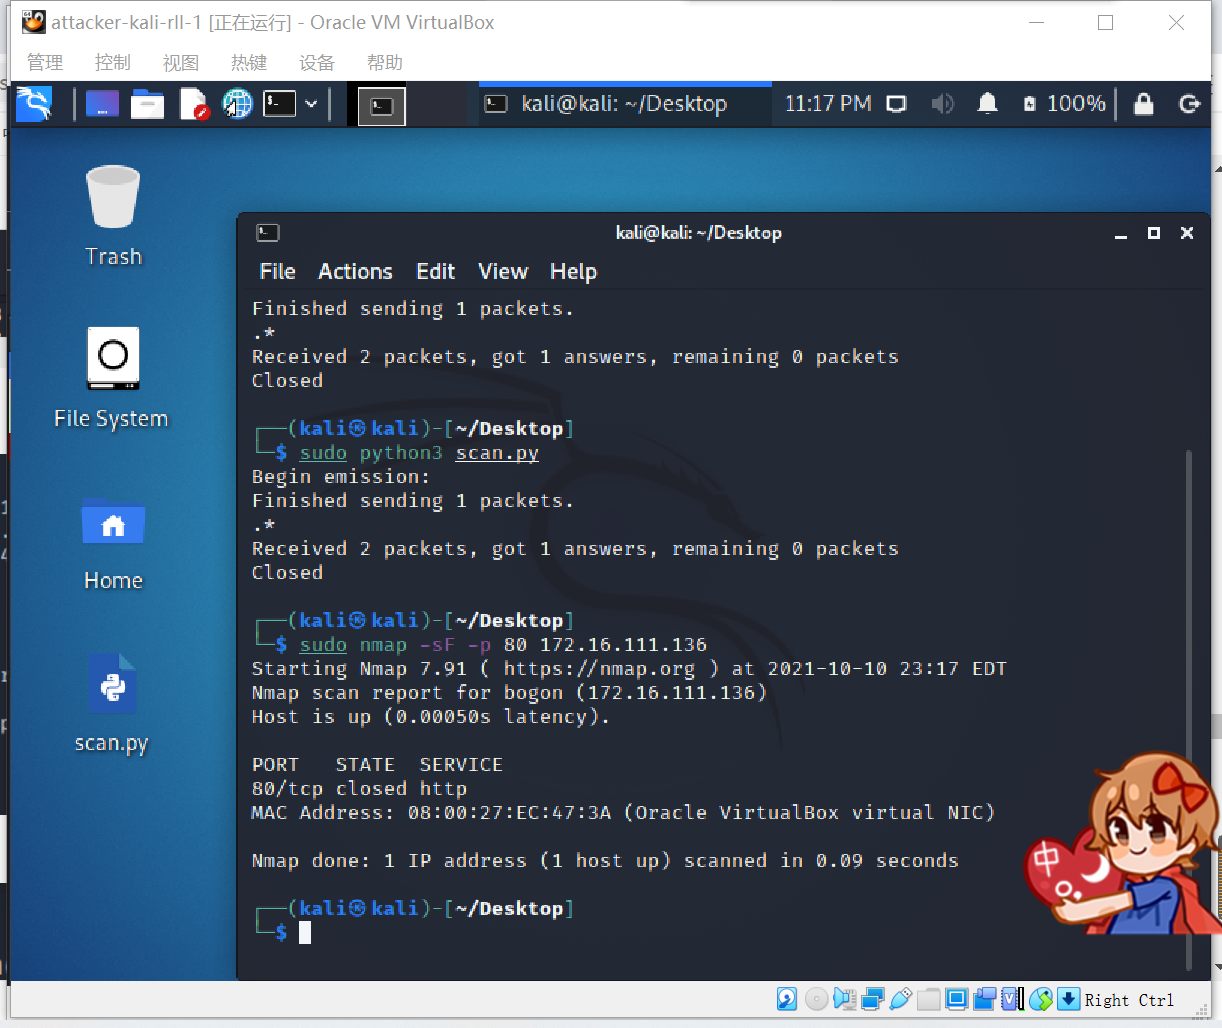 attacker-kali-rll-1 [正在运行] - Oracle VM VirtualBox
管理 控制 视图 热键 设备 帮助
kali@kali: ~/Desktop 11:17 PM 100%
Trash
File System
Home
scan.py
kali@kali: ~/Desktop
File Actions Edit View Help
Finished sending 1 packets.
.*
Received 2 packets, got 1 answers, remaining 0 packets
Closed
┌──(kali㉿kali)-[~/Desktop]
└─$ sudo python3 scan.py
Begin emission:
Finished sending 1 packets.
.*
Received 2 packets, got 1 answers, remaining 0 packets
Closed
┌──(kali㉿kali)-[~/Desktop]
└─$ sudo nmap -sF -p 80 172.16.111.136
Starting Nmap 7.91 ( https://nmap.org ) at 2021-10-10 23:17 EDT
Nmap scan report for bogon (172.16.111.136)
Host is up (0.00050s latency).
PORT STATE SERVICE
80/tcp closed http
MAC Address: 08:00:27:EC:47:3A (Oracle VirtualBox virtual NIC)
Nmap done: 1 IP address (1 host up) scanned in 0.09 seconds
┌──(kali㉿kali)-[~/Desktop]
└─$
中
Right Ctrl